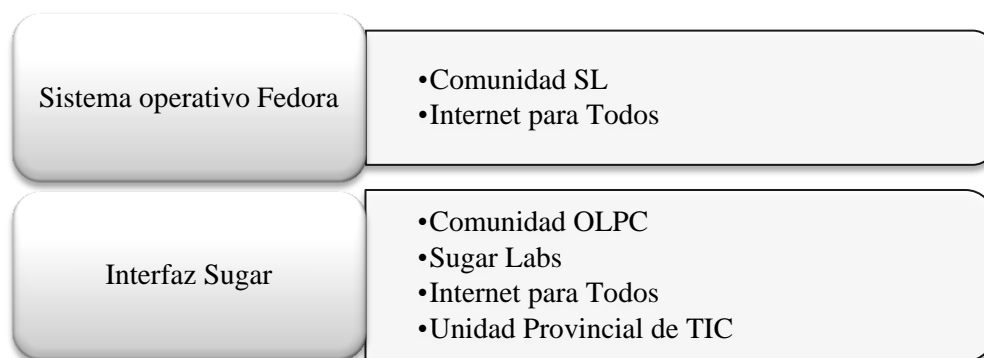 Sistema operativo Fedora
•Comunidad SL
•Internet para Todos
Interfaz Sugar
•Comunidad OLPC
•Sugar Labs
•Internet para Todos
•Unidad Provincial de TIC